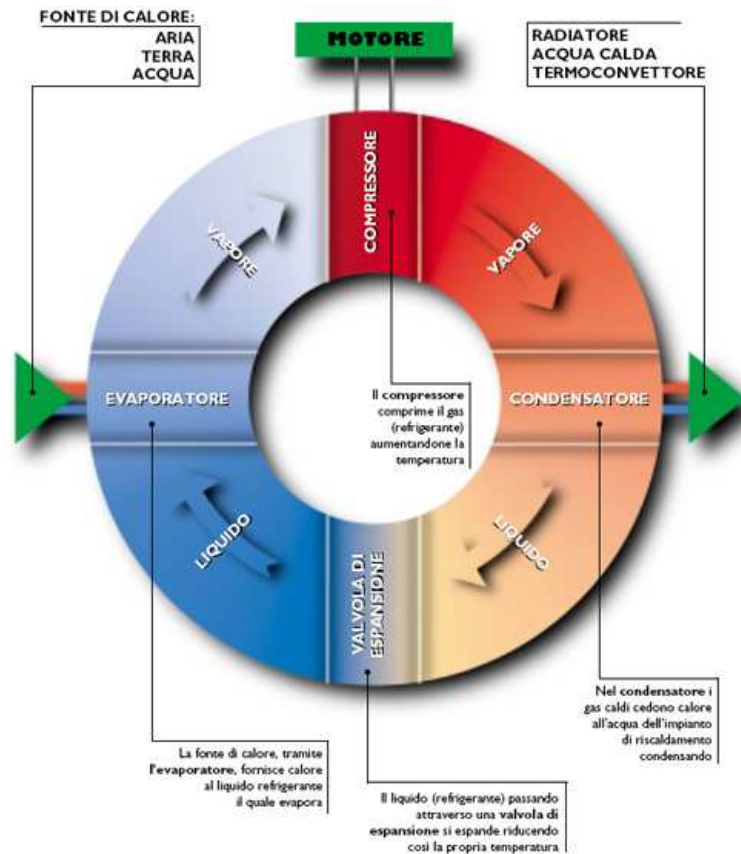 FONTE DI CALORE:
ARIA
TERRA
ACQUA
MOTORE
RADIATORE
ACQUA CALDA
TERMOCONVETTORE
COMPRESSORE
VAPORE
VAPORE
EVAPORATORE
Il compressore
comprime il gas
(refrigerante)
aumentandone la
temperatura
CONDENSATORE
LIQUIDO
VALVOLA DI
ESPANSIONE
LIQUIDO
Nel condensatore i
gas caldi cedono calore
all'acqua dell'impianto
di riscaldamento
condensando
La fonte di calore, tramite
l'evaporatore, fornisce calore
al liquido refrigerante
il quale evapora
Il liquido (refrigerante) passando
attraverso una valvola di
espansione si espande riducendo
così la propria temperatura